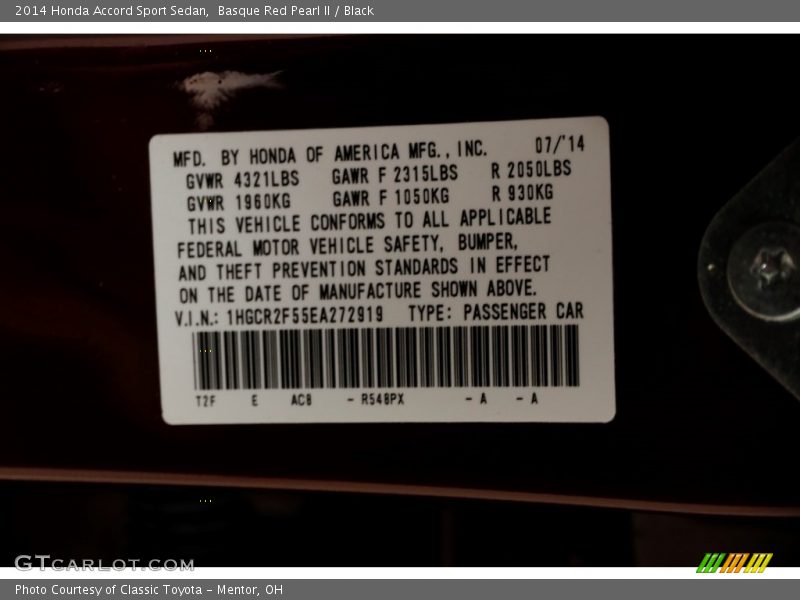 2014 Honda Accord Sport Sedan, Basque Red Pearl II / Black
MFD. BY HONDA OF AMERICA MFG., INC. 07/'14
GVWR 4321LBS GAWR F 2315LBS R 2050LBS
GVWR 1960KG GAWR F 1050KG R 930KG
THIS VEHICLE CONFORMS TO ALL APPLICABLE
FEDERAL MOTOR VEHICLE SAFETY, BUMPER,
AND THEFT PREVENTION STANDARDS IN EFFECT
ON THE DATE OF MANUFACTURE SHOWN ABOVE.
V.I.N.: 1HGCR2F55EA272919 TYPE: PASSENGER CAR
T2F E AC8 - R548PX - A - A
GTCARLOT.COM
Photo Courtesy of Classic Toyota - Mentor, OH